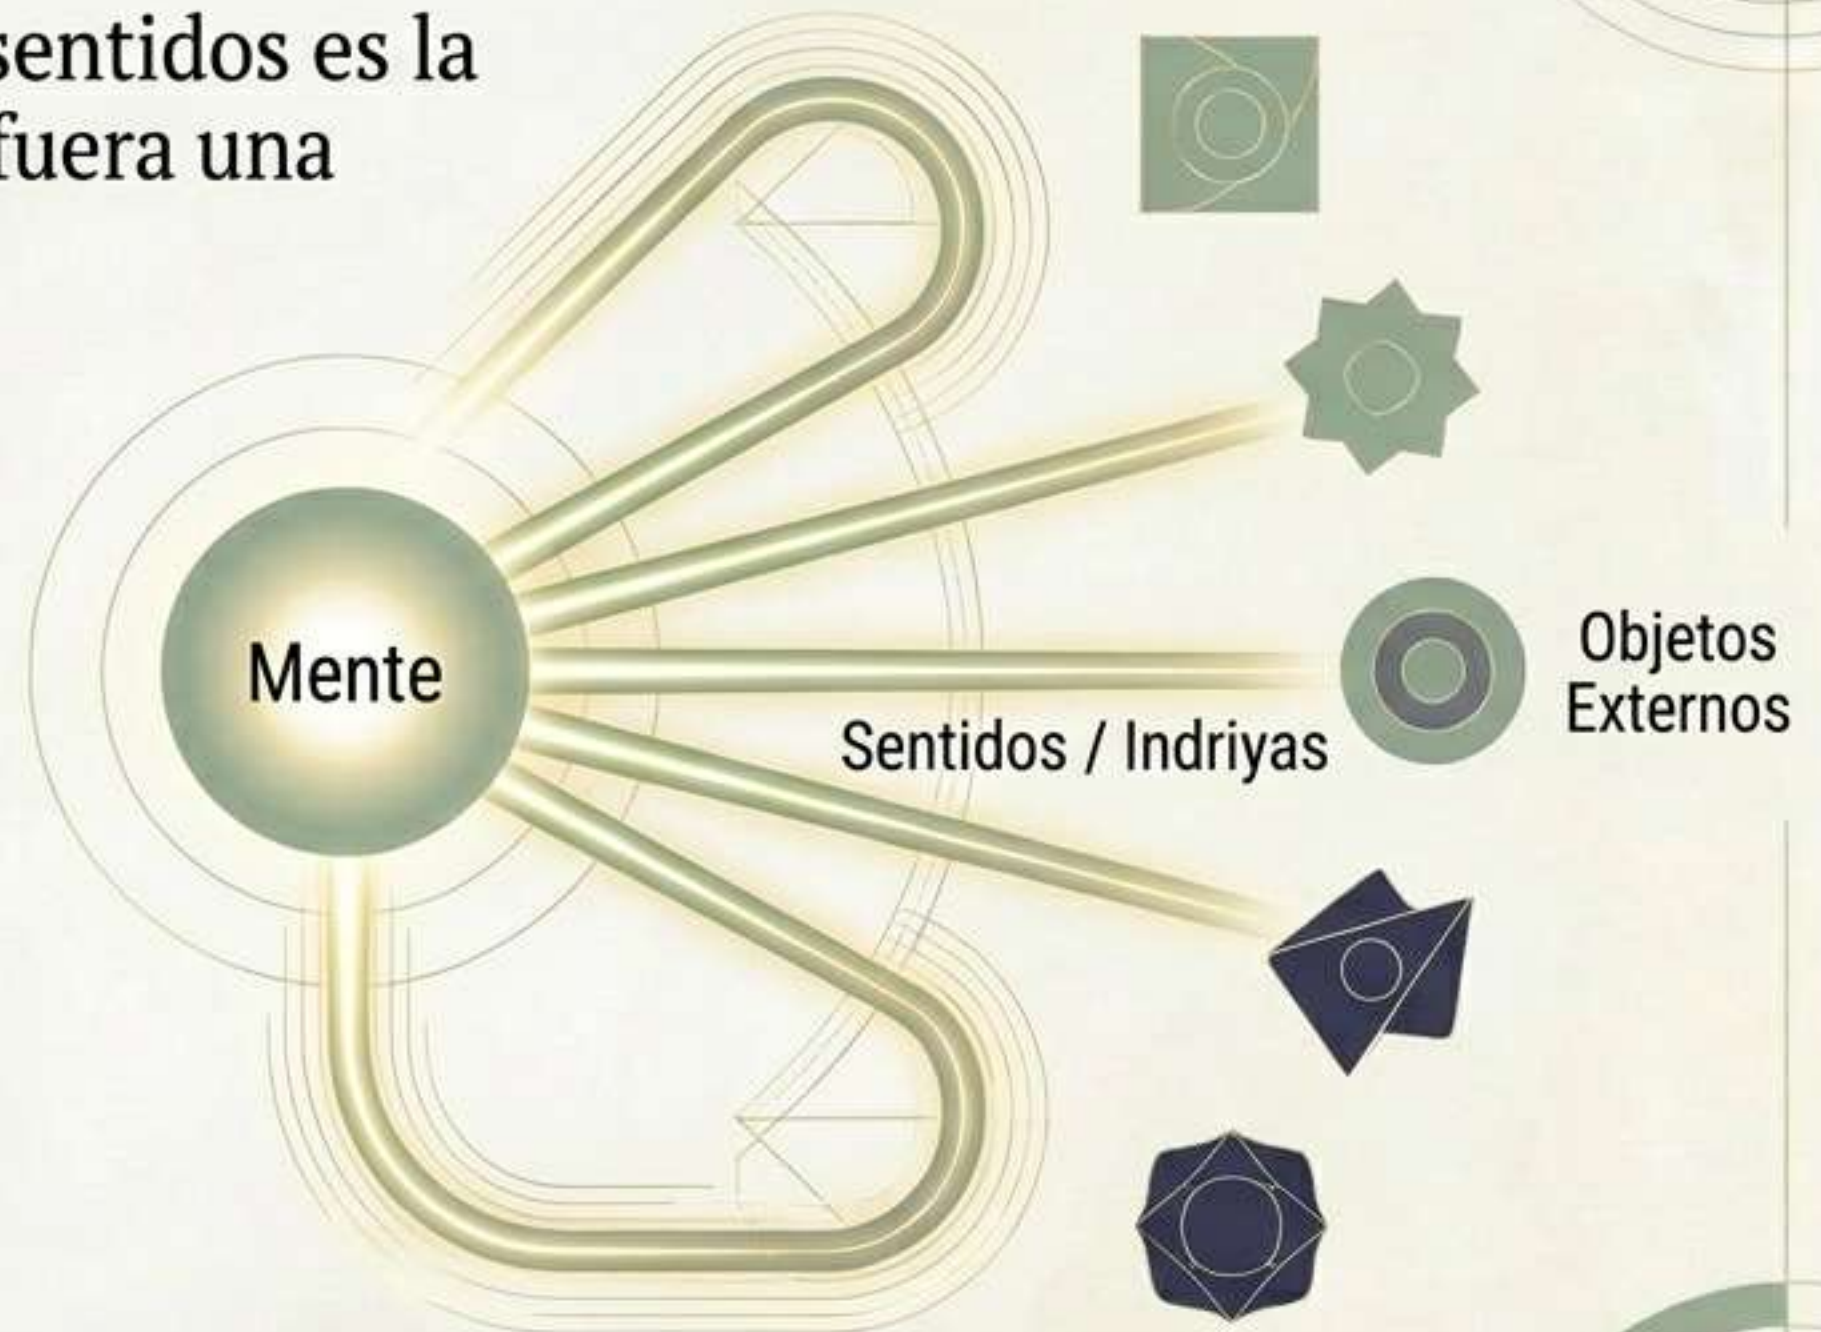 sentidos es la
fuera una
Mente
Sentidos / Indriyas
Objetos
Externos